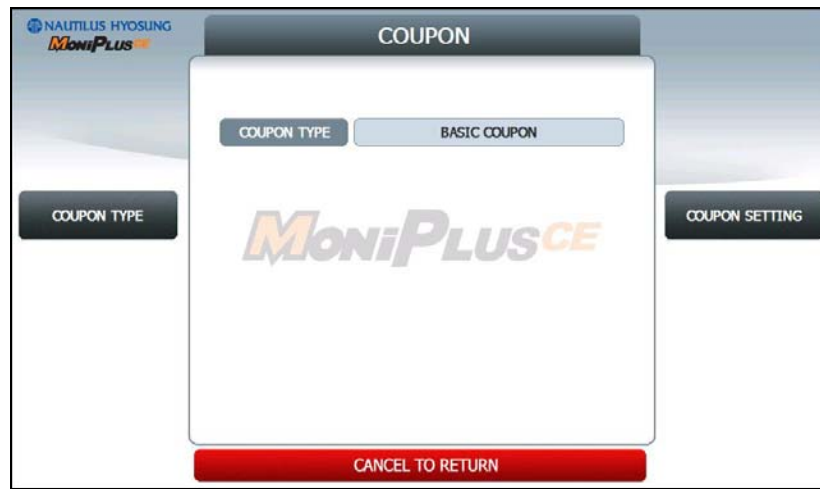 NAUTILUS HYOSUNG
MoniPlusCE
COUPON
COUPON TYPE
BASIC COUPON
COUPON TYPE
MoniPlusCE
COUPON SETTING
CANCEL TO RETURN